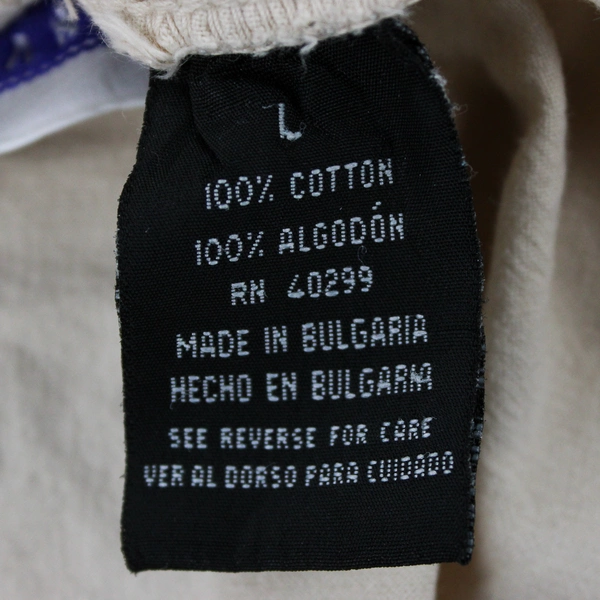 L
100% COTTON
100% ALGODÓN
RN 40299
MADE IN BULGARIA
HECHO EN BULGARIA
SEE REVERSE FOR CARE
VER AL DORSO PARA CUIDADO